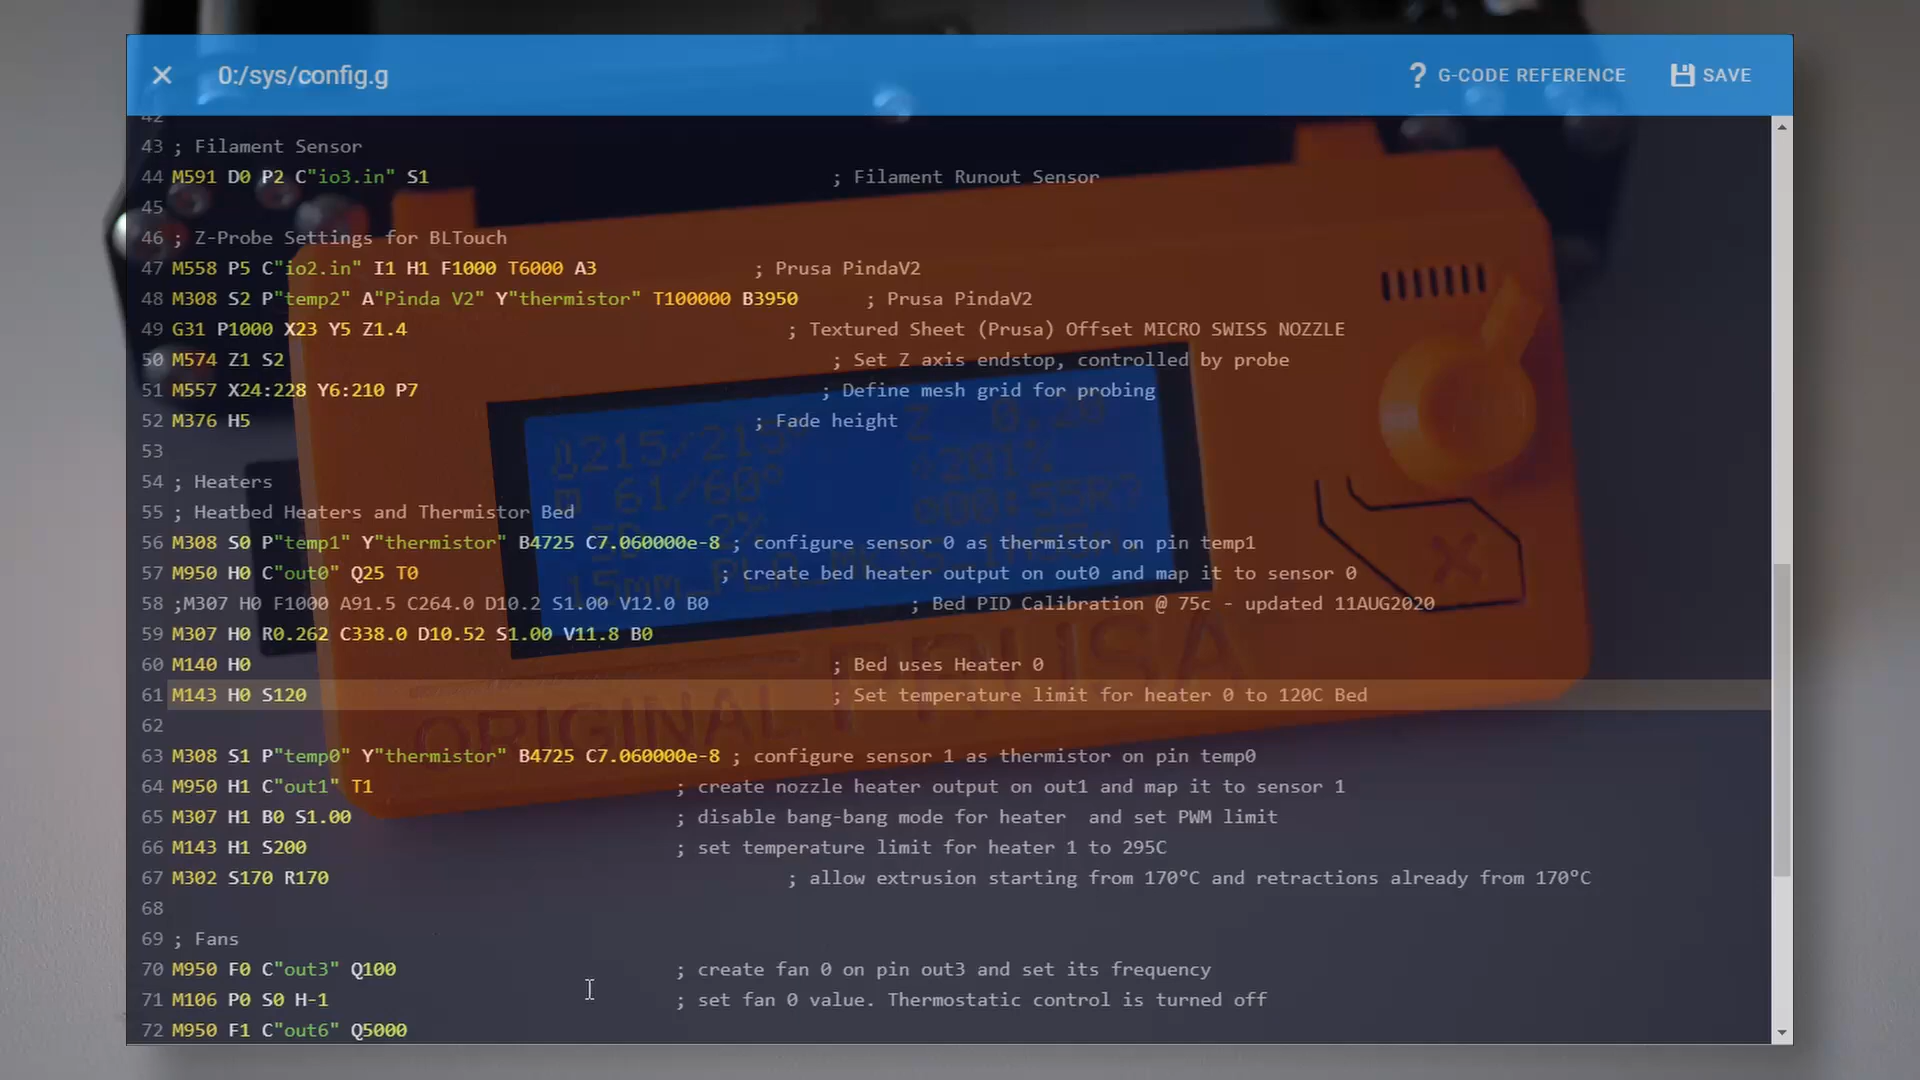 0:/sys/config.g
? G-CODE REFERENCE
SAVE
42
43 ; Filament Sensor
44 M591 D0 P2 C"io3.in" S1 ; Filament Runout Sensor
45
46 ; Z-Probe Settings for BLTouch
47 M558 P5 C"io2.in" I1 H1 F1000 T6000 A3 ; Prusa PindaV2
48 M308 S2 P"temp2" A"Pinda V2" Y"thermistor" T100000 B3950 ; Prusa PindaV2
49 G31 P1000 X23 Y5 Z1.4 ; Textured Sheet (Prusa) Offset MICRO SWISS NOZZLE
50 M574 Z1 S2 ; Set Z axis endstop, controlled by probe
51 M557 X24:228 Y6:210 P7 ; Define mesh grid for probing
52 M376 H5 ; Fade height
53
54 ; Heaters
55 ; Heatbed Heaters and Thermistor Bed
56 M308 S0 P"temp1" Y"thermistor" B4725 C7.060000e-8 ; configure sensor 0 as thermistor on pin temp1
57 M950 H0 C"out0" Q25 T0 ; create bed heater output on out0 and map it to sensor 0
58 ;M307 H0 F1000 A91.5 C264.0 D10.2 S1.00 V12.0 B0 ; Bed PID Calibration @ 75c - updated 11AUG2020
59 M307 H0 R0.262 C338.0 D10.52 S1.00 V11.8 B0
60 M140 H0 ; Bed uses Heater 0
61 M143 H0 S120 ; Set temperature limit for heater 0 to 120C Bed
62
63 M308 S1 P"temp0" Y"thermistor" B4725 C7.060000e-8 ; configure sensor 1 as thermistor on pin temp0
64 M950 H1 C"out1" T1 ; create nozzle heater output on out1 and map it to sensor 1
65 M307 H1 B0 S1.00 ; disable bang-bang mode for heater  and set PWM limit
66 M143 H1 S200 ; set temperature limit for heater 1 to 295C
67 M302 S170 R170 ; allow extrusion starting from 170°C and retractions already from 170°C
68
69 ; Fans
70 M950 F0 C"out3" Q100 ; create fan 0 on pin out3 and set its frequency
71 M106 P0 S0 H-1 ; set fan 0 value. Thermostatic control is turned off
72 M950 F1 C"out6" Q5000
215/215°
Z 0.20
61/60°
201%
00:55R?
2%
ORIGINAL PRUSA